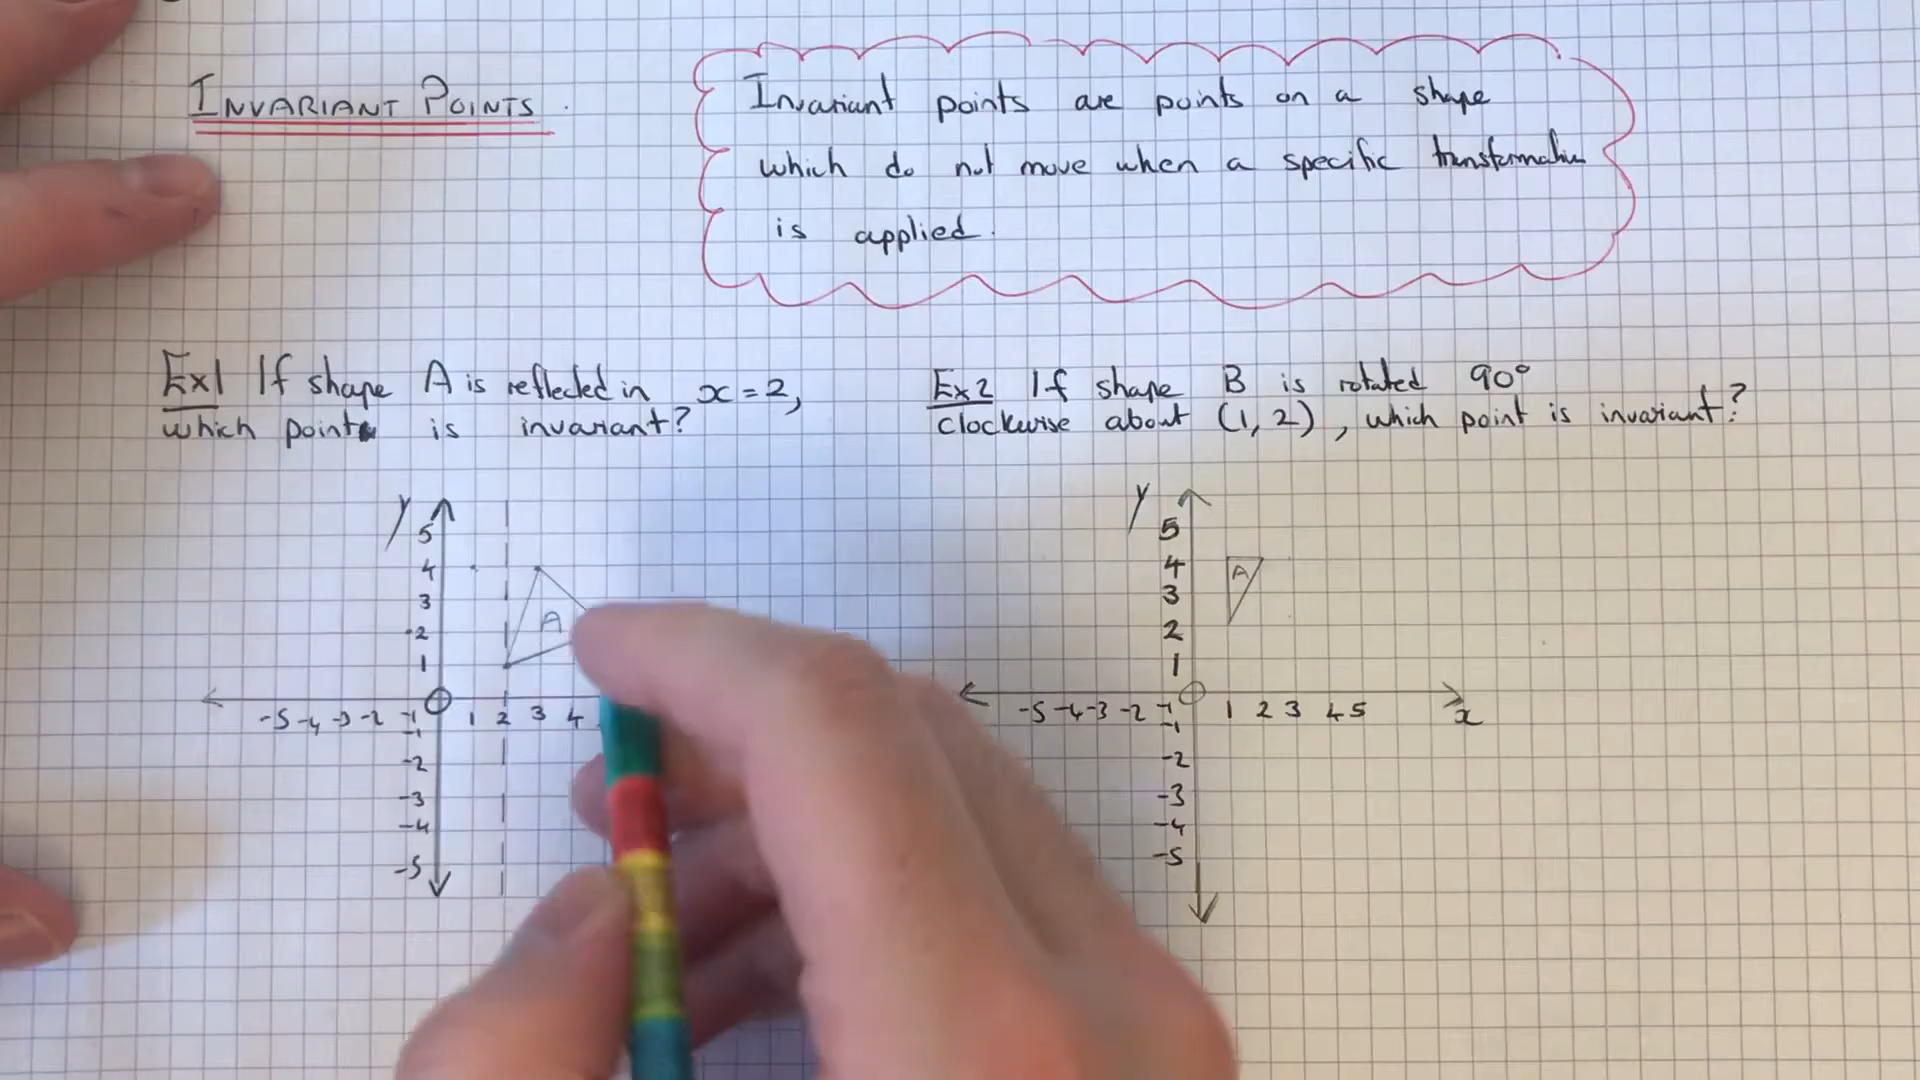 INVARIANT POINTS.
Invariant points are points on a shape
which do not move when a specific transformation
is applied.
Ex1 If shape A is reflected in x=2,
which point is invariant?
Ex2 If shape B is rotated 90°
clockwise about (1, 2), which point is invariant?
y
5
4
3
A
2
1
-5 -4 -3 -2 -1 O 1 2 3 4
-1
-2
-3
-4
-5
y
5
4 A
3
2
1
-5 -4 -3 -2 -1 O 1 2 3 4 5 x
-1
-2
-3
-4
-5